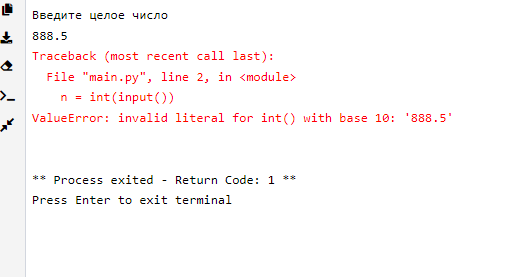 Введите целое число
888.5
Traceback (most recent call last):
  File "main.py", line 2, in <module>
    n = int(input())
ValueError: invalid literal for int() with base 10: '888.5'
** Process exited - Return Code: 1 **
Press Enter to exit terminal